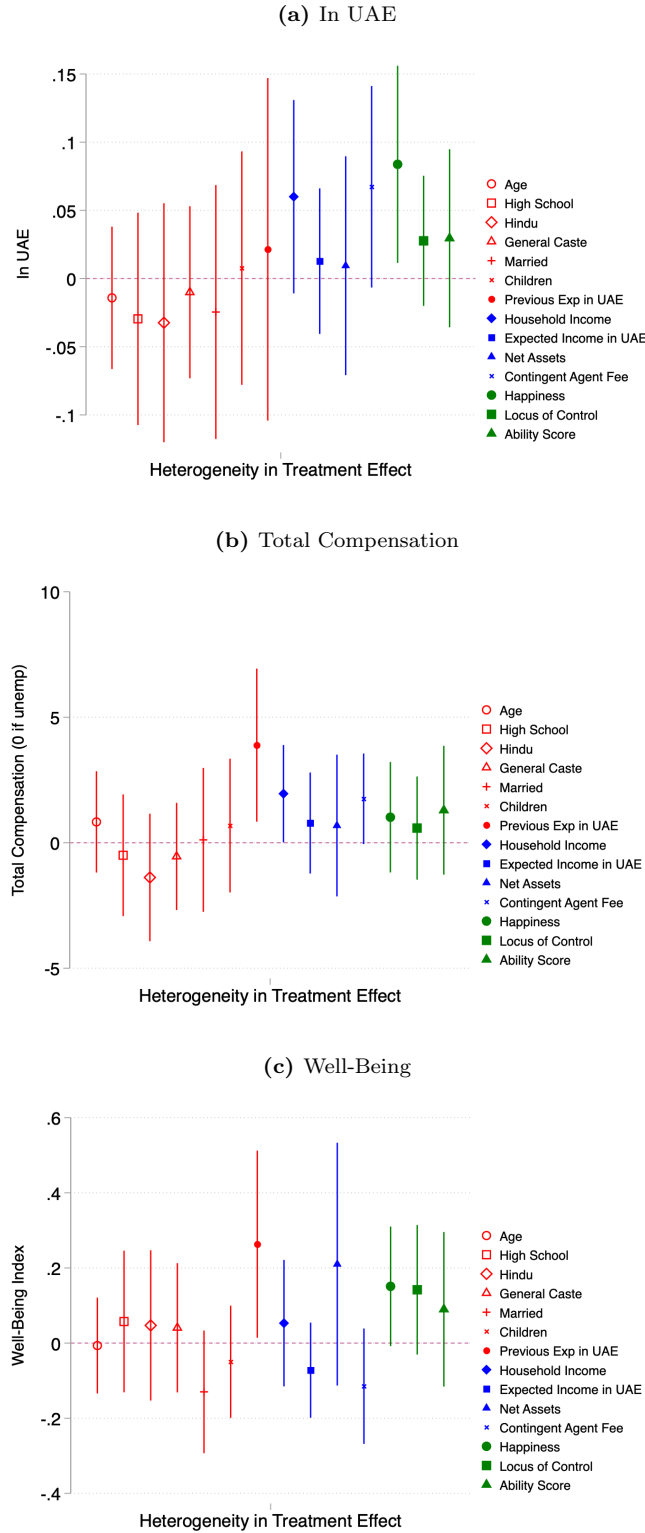 (a) In UAE
.15
.1
.05
0
-.05
-.1
In UAE
Heterogeneity in Treatment Effect
Age
High School
Hindu
General Caste
Married
Children
Previous Exp in UAE
Household Income
Expected Income in UAE
Net Assets
Contingent Agent Fee
Happiness
Locus of Control
Ability Score
(b) Total Compensation
10
5
0
-5
Total Compensation (0 if unemp)
Heterogeneity in Treatment Effect
Age
High School
Hindu
General Caste
Married
Children
Previous Exp in UAE
Household Income
Expected Income in UAE
Net Assets
Contingent Agent Fee
Happiness
Locus of Control
Ability Score
(c) Well-Being
.6
.4
.2
0
-.2
-.4
Well-Being Index
Heterogeneity in Treatment Effect
Age
High School
Hindu
General Caste
Married
Children
Previous Exp in UAE
Household Income
Expected Income in UAE
Net Assets
Contingent Agent Fee
Happiness
Locus of Control
Ability Score